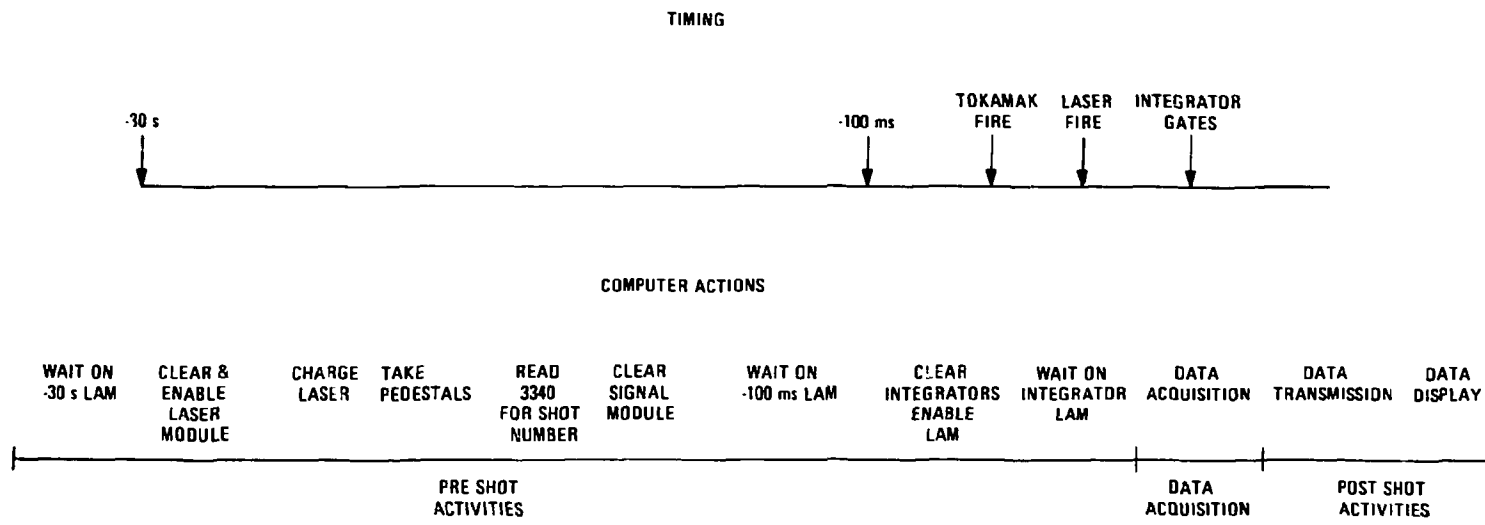 TIMING
-30 s
-100 ms
TOKAMAK
FIRE
LASER
FIRE
INTEGRATOR
GATES
COMPUTER ACTIONS
WAIT ON
-30 s LAM
CLEAR &
ENABLE
LASER
MODULE
CHARGE
LASER
TAKE
PEDESTALS
READ
3340
FOR SHOT
NUMBER
CLEAR
SIGNAL
MODULE
WAIT ON
-100 ms LAM
CLEAR
INTEGRATORS
ENABLE
LAM
WAIT ON
INTEGRATOR
LAM
DATA
ACQUISITION
DATA
TRANSMISSION
DATA
DISPLAY
PRE SHOT
ACTIVITIES
DATA
ACQUISITION
POST SHOT
ACTIVITIES